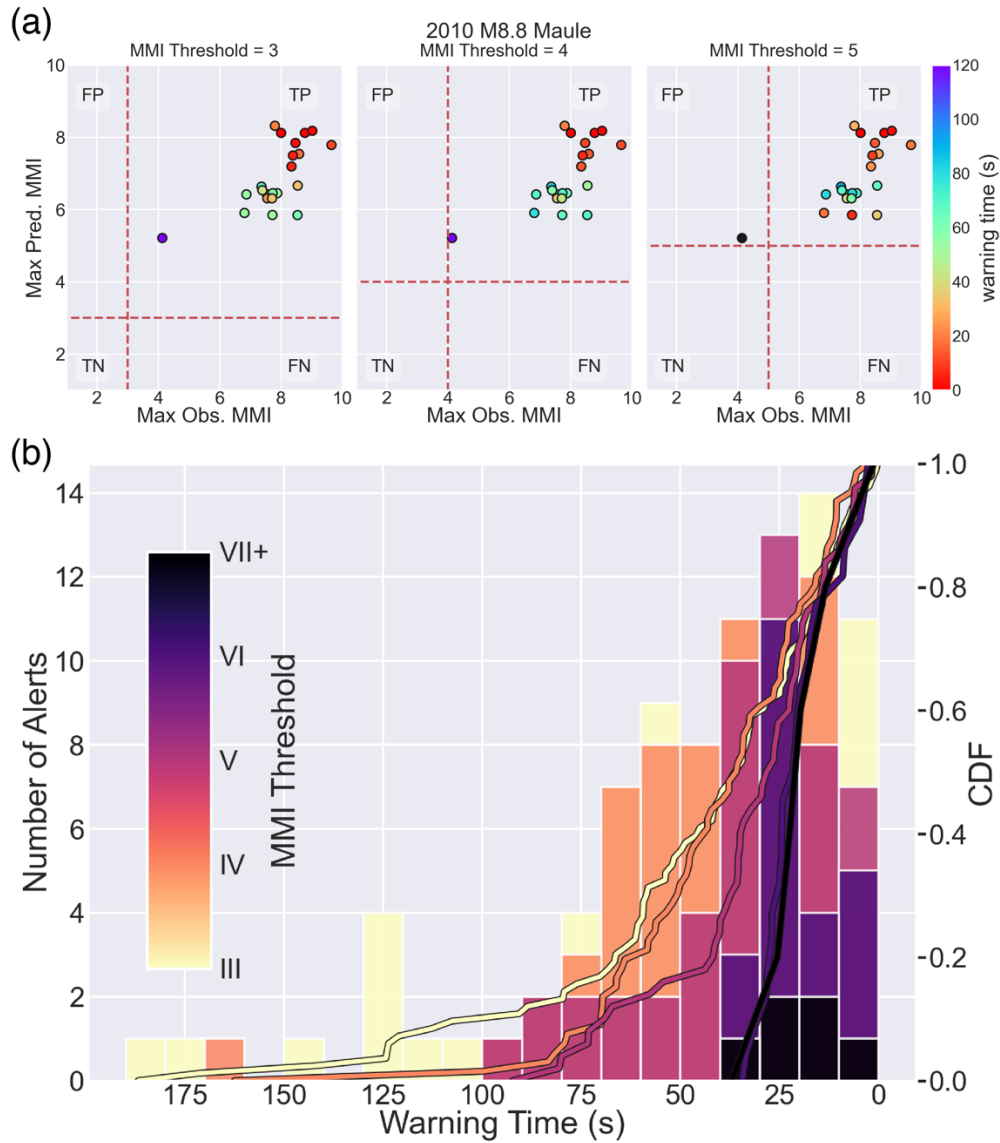 (a)
2010 M8.8 Maule
MMI Threshold = 3
MMI Threshold = 4
MMI Threshold = 5
10
8
6
4
2
Max Pred. MMI
FP
TP
TN
FN
FP
TP
TN
FN
FP
TP
TN
FN
2 4 6 8 10
2 4 6 8 10
2 4 6 8 10
Max Obs. MMI
Max Obs. MMI
Max Obs. MMI
120
100
80
60
40
20
0
warning time (s)
(b)
14
12
10
8
6
4
2
0
Number of Alerts
VII+
VI
V
IV
III
MMI Threshold
1.0
0.8
0.6
0.4
0.2
0.0
CDF
175 150 125 100 75 50 25 0
Warning Time (s)